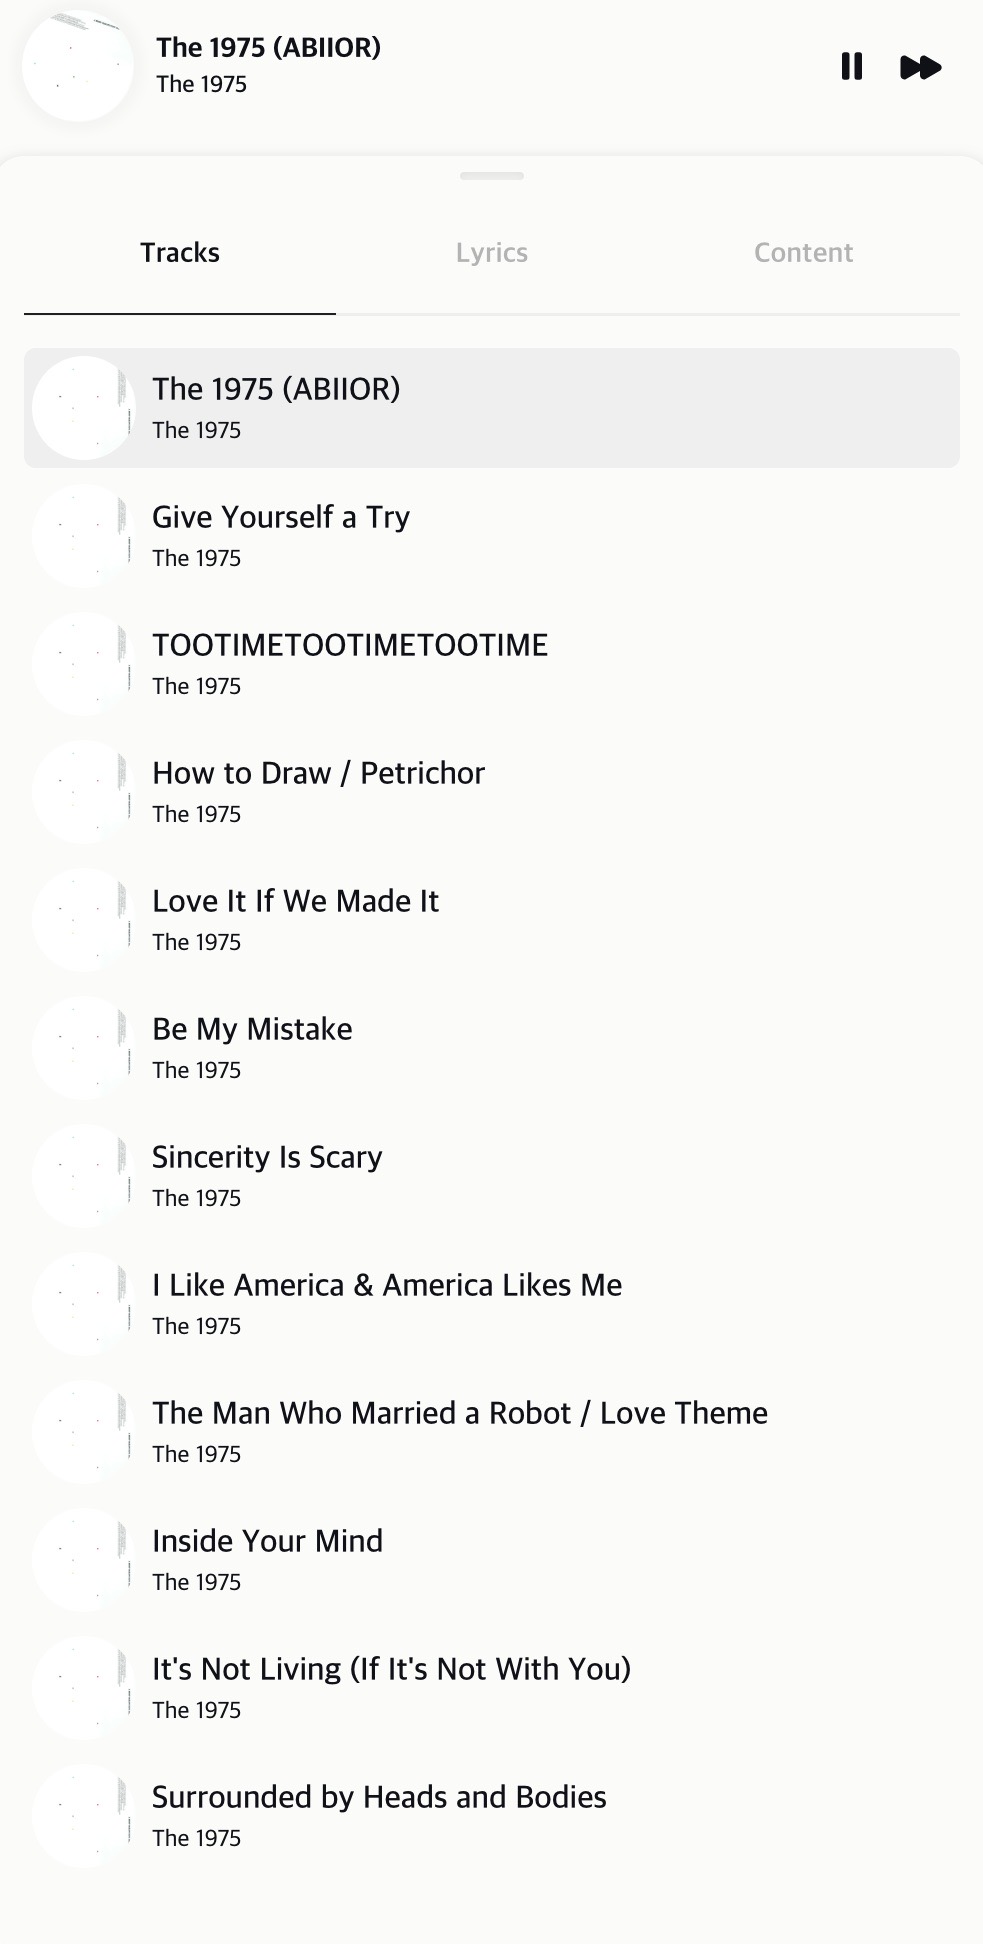 The 1975 (ABIIOR)
The 1975
Tracks
Lyrics
Content
The 1975 (ABIIOR)
The 1975
Give Yourself a Try
The 1975
TOOTIMETOOTIMETOOTIME
The 1975
How to Draw / Petrichor
The 1975
Love It If We Made It
The 1975
Be My Mistake
The 1975
Sincerity Is Scary
The 1975
I Like America & America Likes Me
The 1975
The Man Who Married a Robot / Love Theme
The 1975
Inside Your Mind
The 1975
It's Not Living (If It's Not With You)
The 1975
Surrounded by Heads and Bodies
The 1975